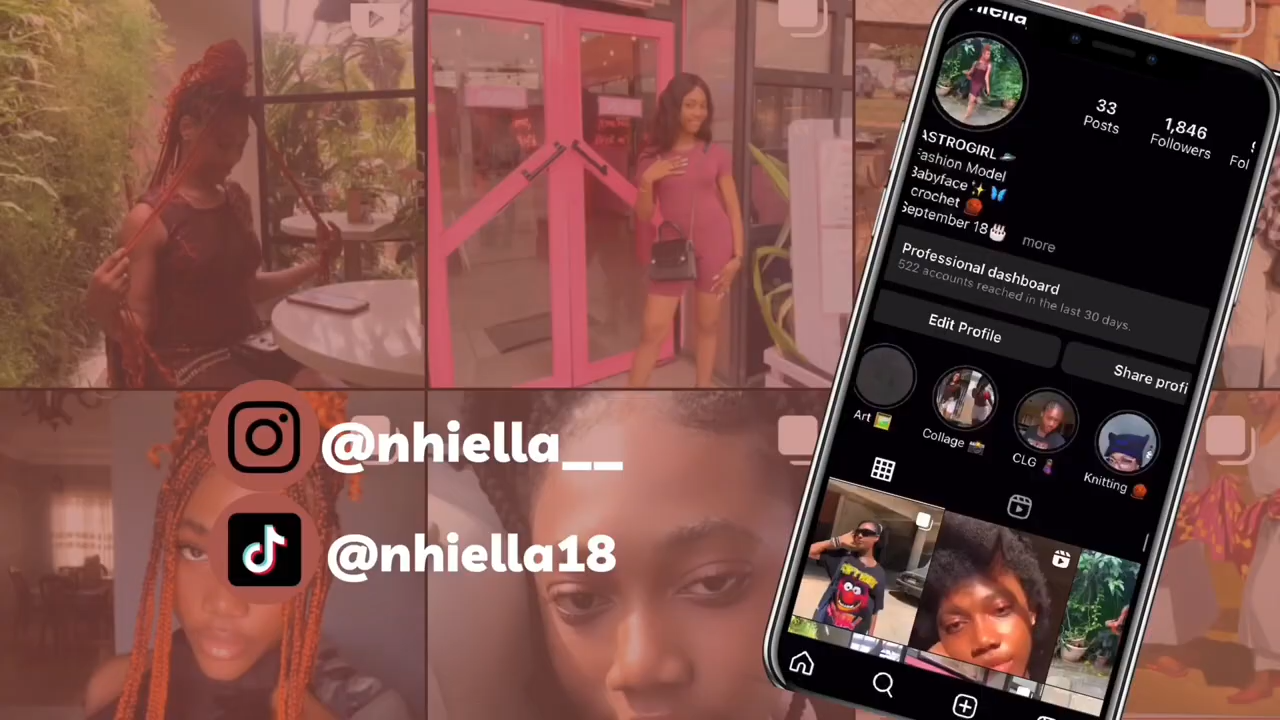 @nhiella__
@nhiella18
33
Posts
1,846
Followers
Fol
ASTROGIRL
Fashion Model
Babyface ✨ 🦋
crochet 🧶
September 18🎂 more
Professional dashboard
522 accounts reached in the last 30 days.
Edit Profile
Share profi
Art 🖼️
Collage 📸
CLG
Knitting 🧶